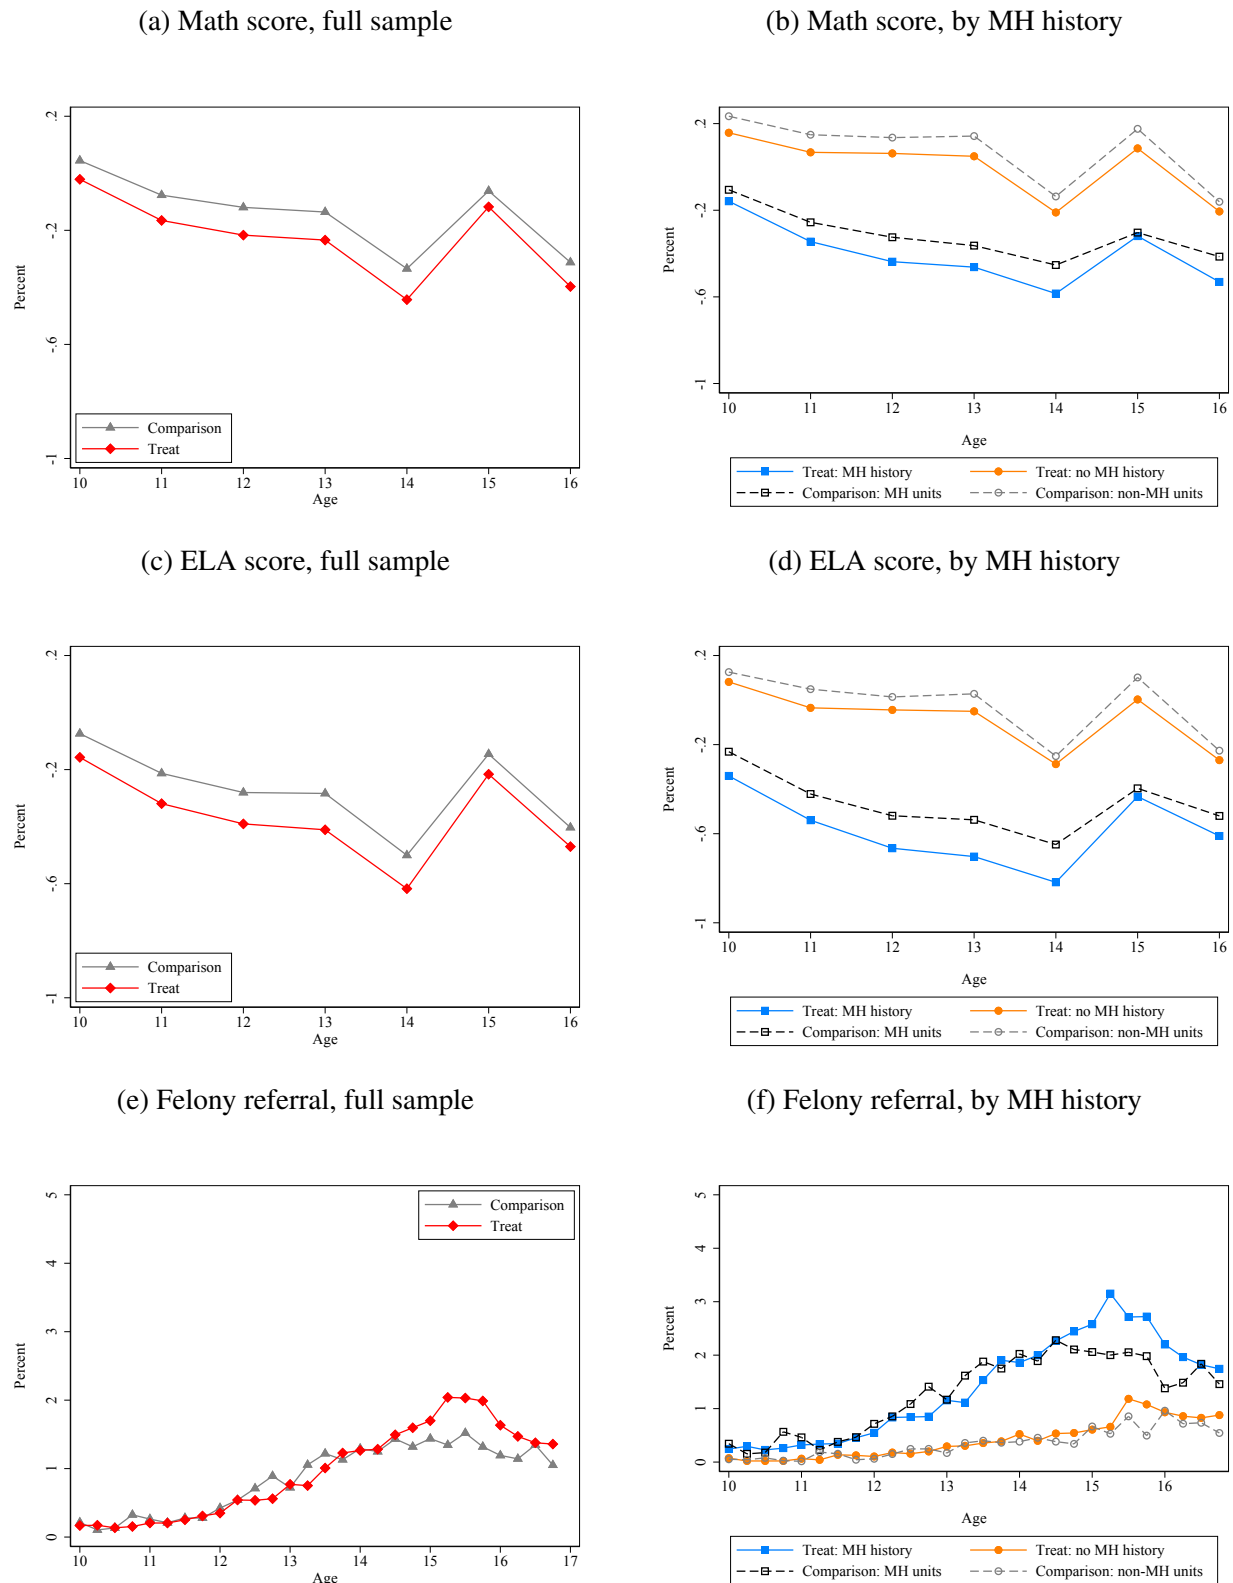 (a) Math score, full sample
Percent
.2
-.2
-.6
-1
Comparison
Treat
10 11 12 13 14 15 16
Age
(b) Math score, by MH history
Percent
.2
-.2
-.6
-1
10 11 12 13 14 15 16
Age
Treat: MH history Treat: no MH history
Comparison: MH units Comparison: non-MH units
(c) ELA score, full sample
Percent
.2
-.2
-.6
-1
Comparison
Treat
10 11 12 13 14 15 16
Age
(d) ELA score, by MH history
Percent
.2
-.2
-.6
-1
10 11 12 13 14 15 16
Age
Treat: MH history Treat: no MH history
Comparison: MH units Comparison: non-MH units
(e) Felony referral, full sample
Percent
5
4
3
2
1
0
Comparison
Treat
10 11 12 13 14 15 16 17
Age
(f) Felony referral, by MH history
Percent
5
4
3
2
1
0
10 11 12 13 14 15 16
Age
Treat: MH history Treat: no MH history
Comparison: MH units Comparison: non-MH units